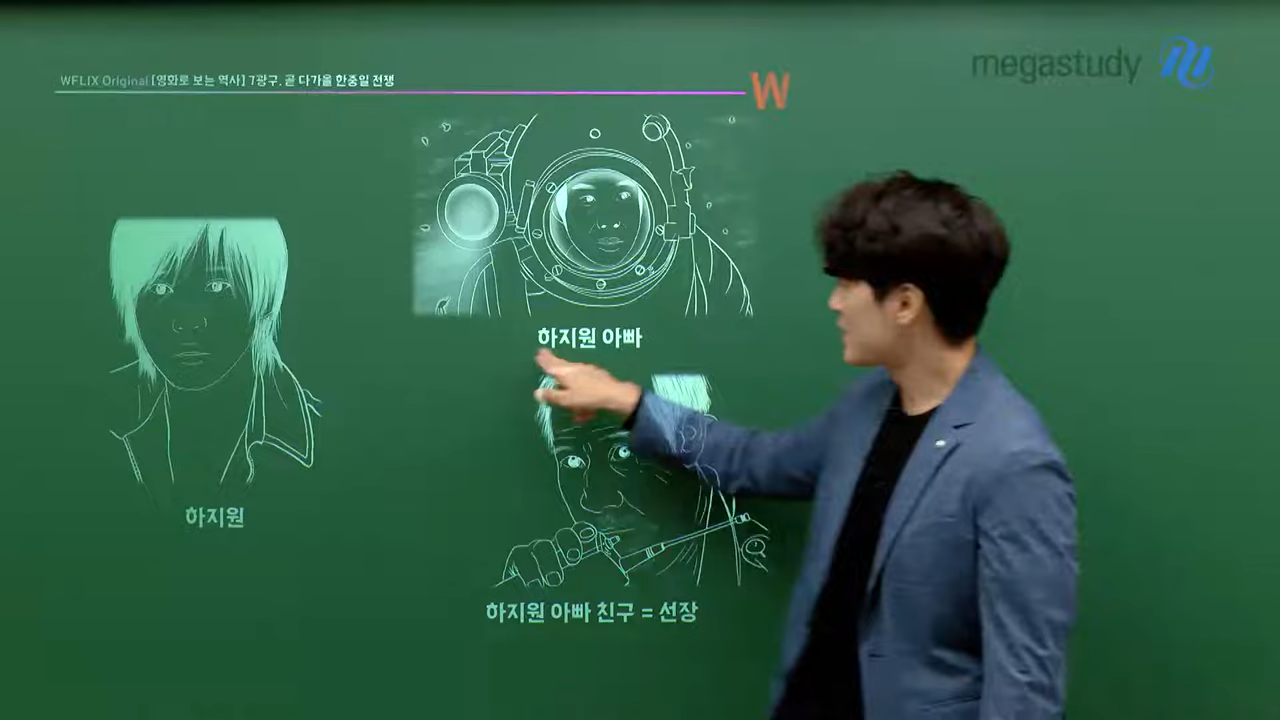 WFLIX Original [영화로 보는 역사] 7광구, 곧 다가올 한중일 전쟁
W
megastudy
하지원 아빠
하지원
하지원 아빠 친구 = 선장